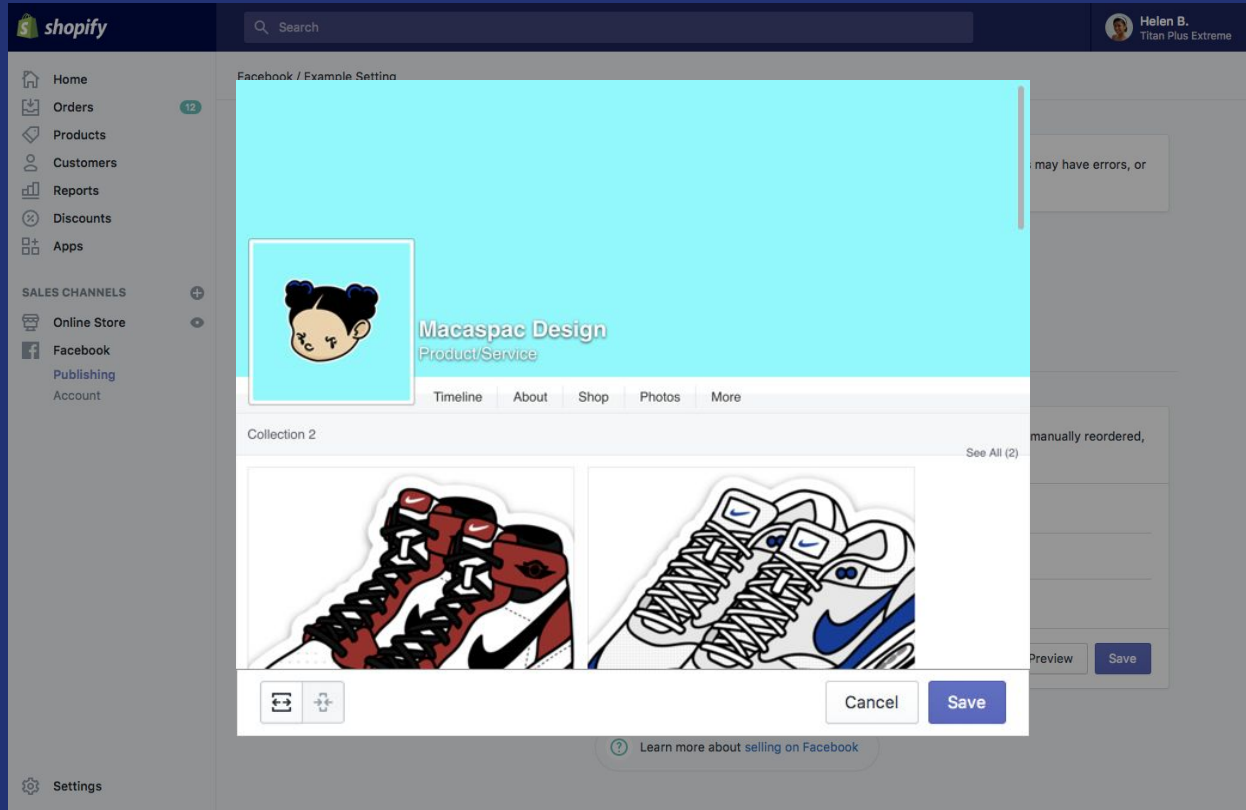 shopify
Search
Helen B.
Titan Plus Extreme
Home
Orders 12
Products
Customers
Reports
Discounts
Apps
SALES CHANNELS
Online Store
Facebook
Publishing
Account
Settings
Facebook / Example Setting
may have errors, or
manually reordered,
Macaspac Design
Product/Service
Timeline About Shop Photos More
Collection 2
See All (2)
Cancel Save
Preview Save
Learn more about selling on Facebook